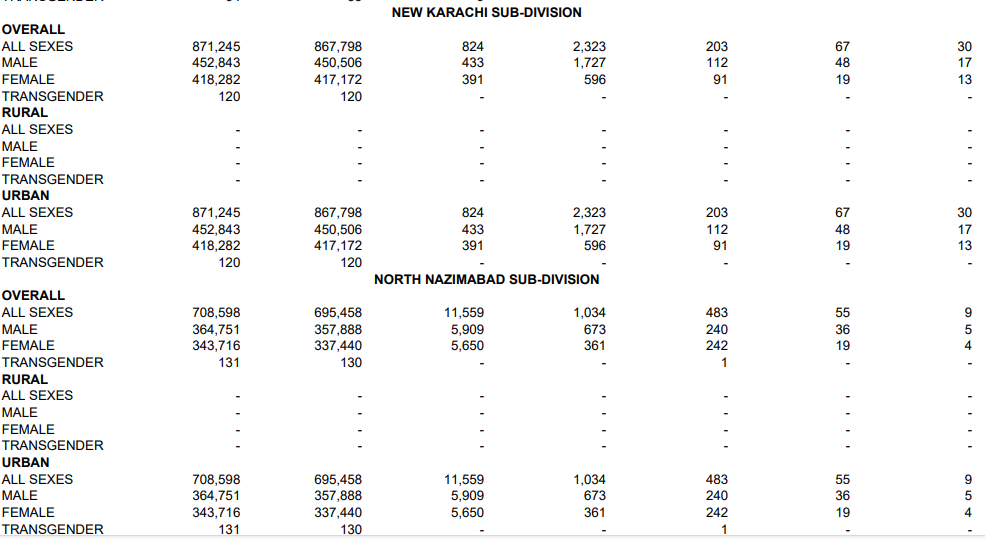 NEW KARACHI SUB-DIVISION
OVERALL
ALL SEXES 871,245 867,798 824 2,323 203 67 30
MALE 452,843 450,506 433 1,727 112 48 17
FEMALE 418,282 417,172 391 596 91 19 13
TRANSGENDER 120 120 - - - - -
RURAL
ALL SEXES - - - - - - -
MALE - - - - - - -
FEMALE - - - - - - -
TRANSGENDER - - - - - - -
URBAN
ALL SEXES 871,245 867,798 824 2,323 203 67 30
MALE 452,843 450,506 433 1,727 112 48 17
FEMALE 418,282 417,172 391 596 91 19 13
TRANSGENDER 120 120 - - - - -
NORTH NAZIMABAD SUB-DIVISION
OVERALL
ALL SEXES 708,598 695,458 11,559 1,034 483 55 9
MALE 364,751 357,888 5,909 673 240 36 5
FEMALE 343,716 337,440 5,650 361 242 19 4
TRANSGENDER 131 130 - - 1 - -
RURAL
ALL SEXES - - - - - - -
MALE - - - - - - -
FEMALE - - - - - - -
TRANSGENDER - - - - - - -
URBAN
ALL SEXES 708,598 695,458 11,559 1,034 483 55 9
MALE 364,751 357,888 5,909 673 240 36 5
FEMALE 343,716 337,440 5,650 361 242 19 4
TRANSGENDER 131 130 - - 1 - -